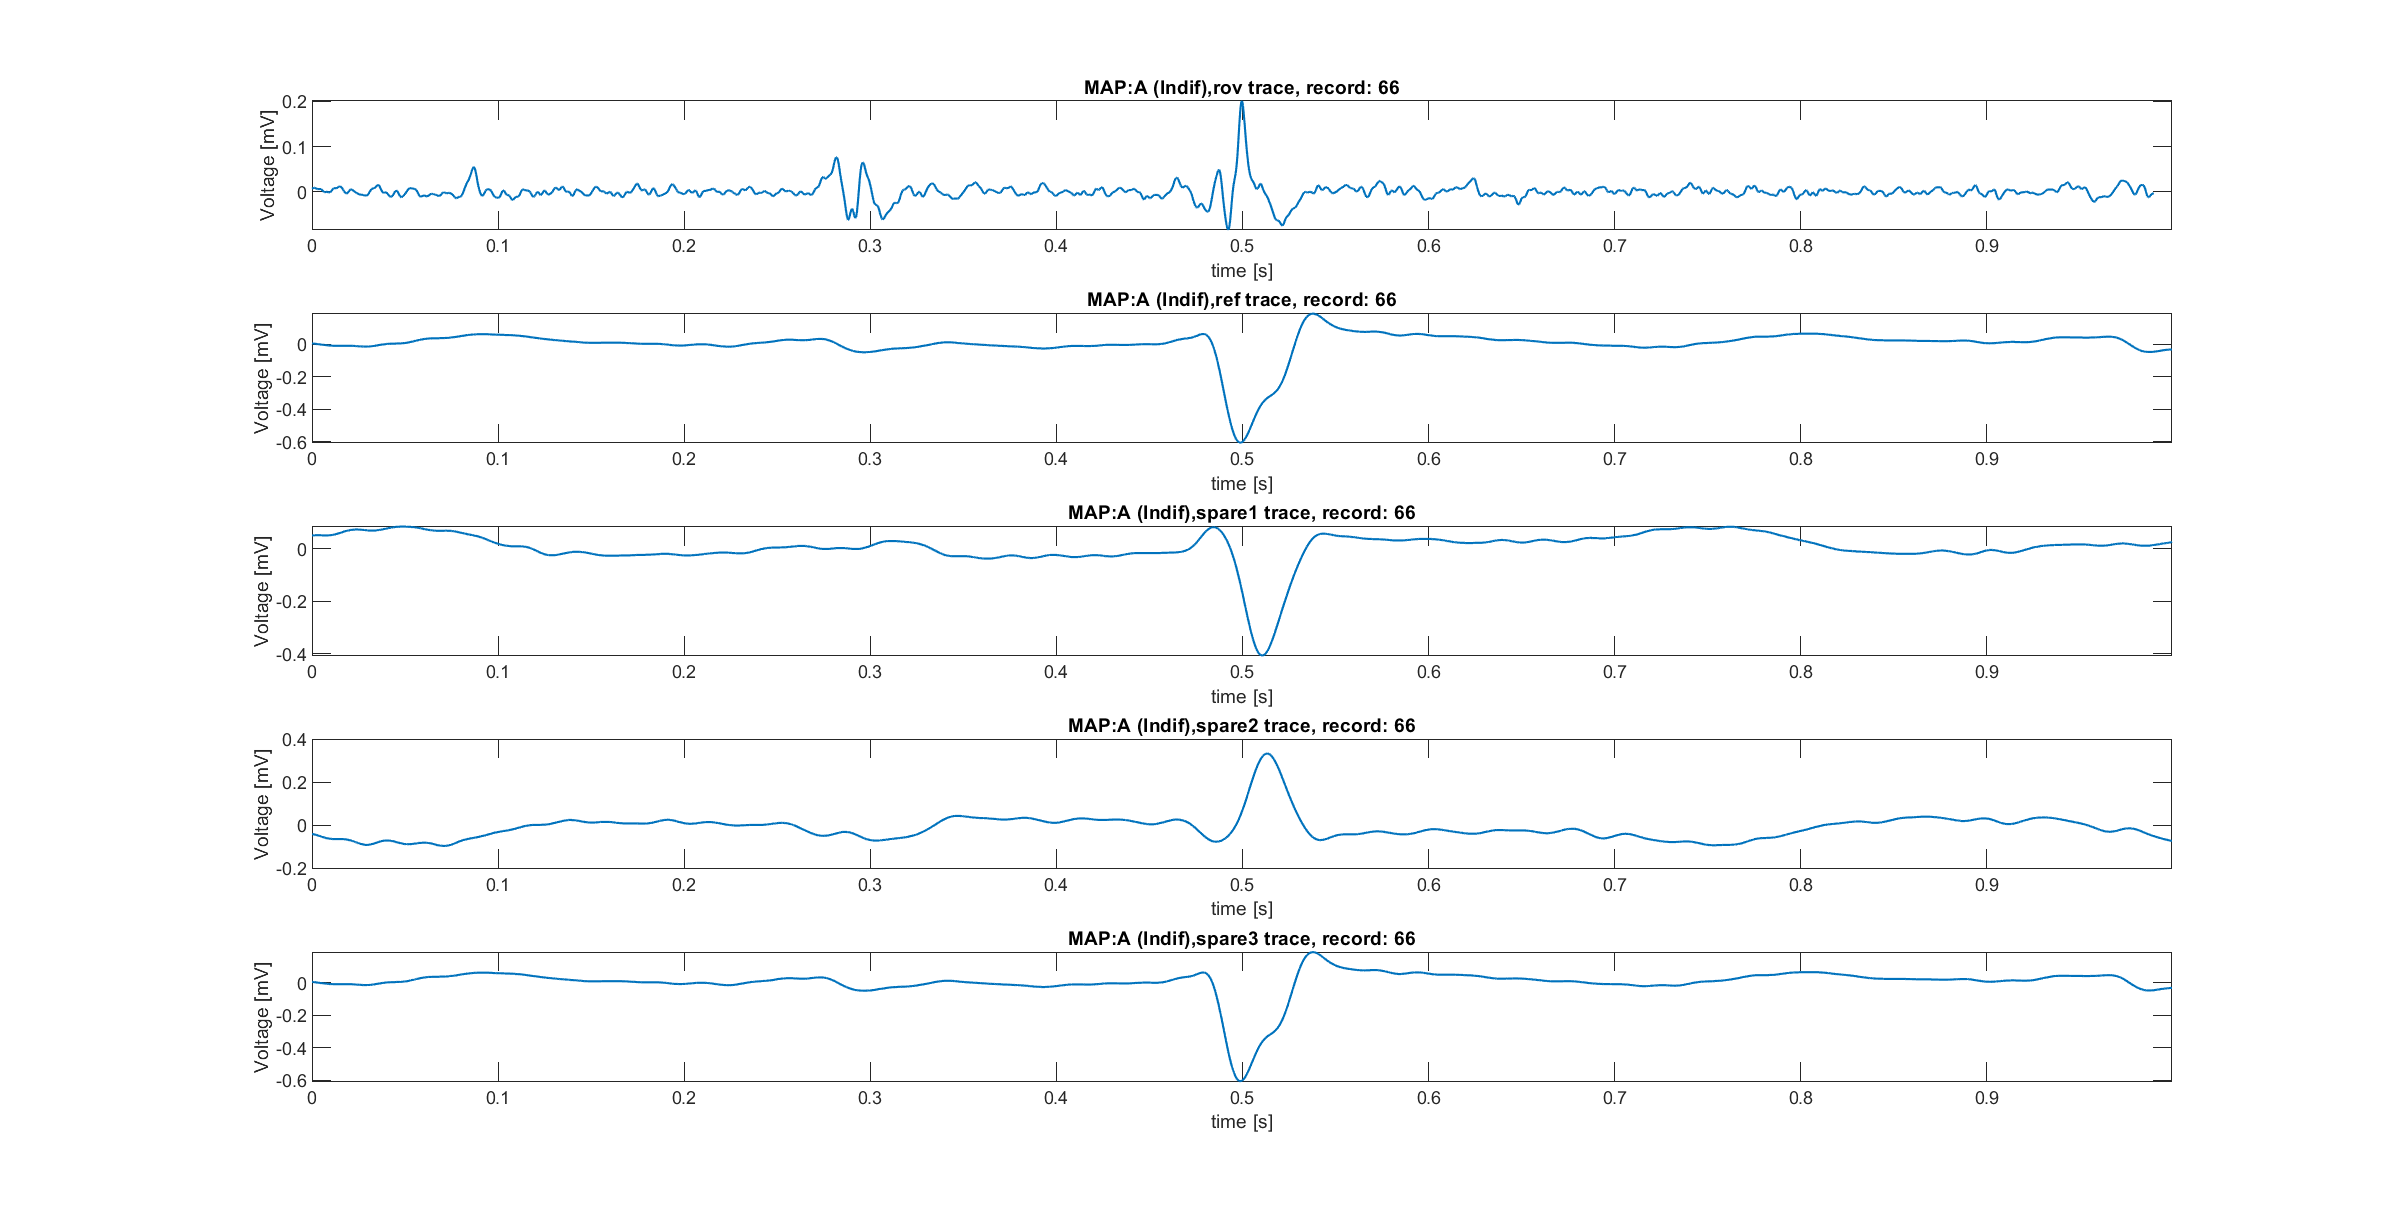 MAP:A (Indif),rov trace, record: 66
Voltage [mV]
0.2
0.1
0
0 0.1 0.2 0.3 0.4 0.5 0.6 0.7 0.8 0.9
time [s]
MAP:A (Indif),ref trace, record: 66
Voltage [mV]
0
-0.2
-0.4
-0.6
0 0.1 0.2 0.3 0.4 0.5 0.6 0.7 0.8 0.9
time [s]
MAP:A (Indif),spare1 trace, record: 66
Voltage [mV]
0
-0.2
-0.4
0 0.1 0.2 0.3 0.4 0.5 0.6 0.7 0.8 0.9
time [s]
MAP:A (Indif),spare2 trace, record: 66
Voltage [mV]
0.4
0.2
0
-0.2
0 0.1 0.2 0.3 0.4 0.5 0.6 0.7 0.8 0.9
time [s]
MAP:A (Indif),spare3 trace, record: 66
Voltage [mV]
0
-0.2
-0.4
-0.6
0 0.1 0.2 0.3 0.4 0.5 0.6 0.7 0.8 0.9
time [s]